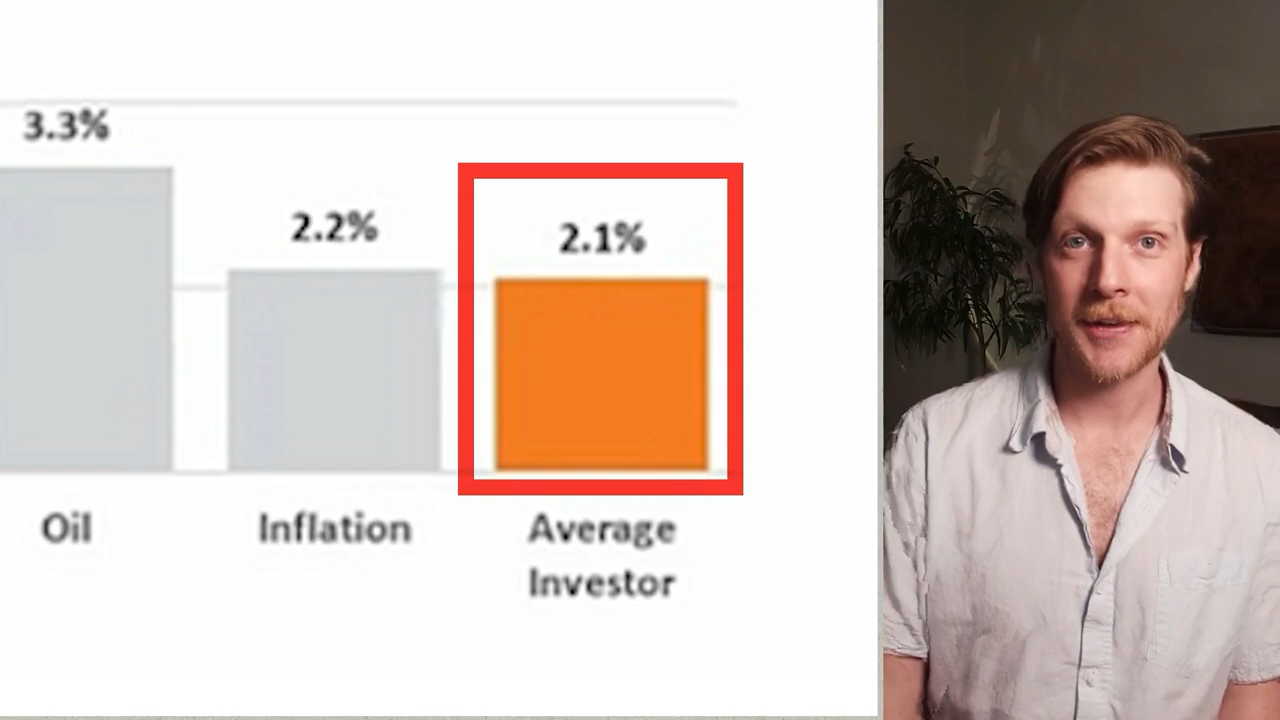 3.3%
2.2%
2.1%
Oil
Inflation
Average
Investor